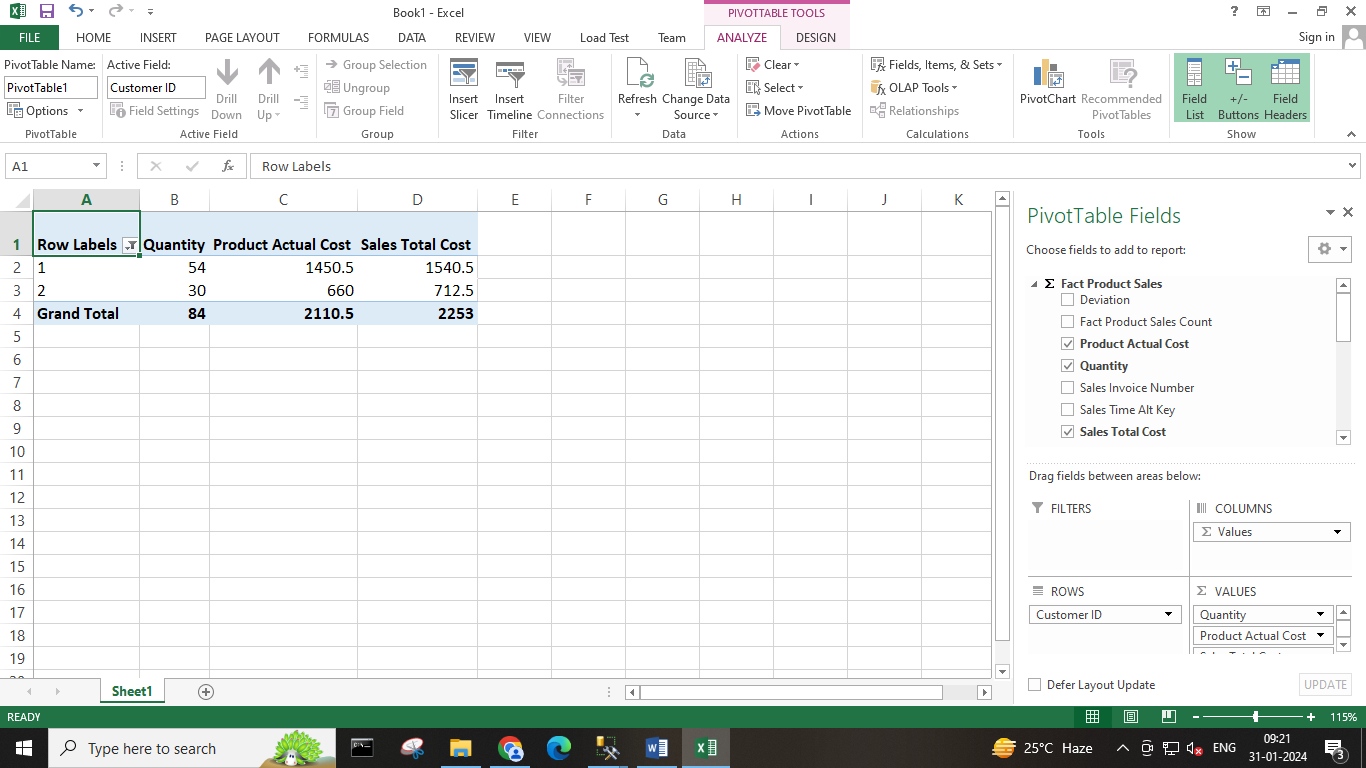 Book1 - Excel
PIVOTTABLE TOOLS
?
FILE HOME INSERT PAGE LAYOUT FORMULAS DATA REVIEW VIEW Load Test Team ANALYZE DESIGN Sign in
PivotTable Name:
PivotTable1
Options
PivotTable
Active Field:
Customer ID
Field Settings
Drill Down
Drill Up
Active Field
Group Selection
Ungroup
Group Field
Group
Insert Slicer
Insert Timeline
Filter Connections
Filter
Refresh
Change Data Source
Data
Clear
Select
Move PivotTable
Actions
Fields, Items, & Sets
OLAP Tools
Relationships
Calculations
PivotChart
Recommended PivotTables
Tools
Field List
+/- Buttons
Field Headers
Show
A1 fx Row Labels
A B C D E F G H I J K
1 Row Labels Quantity Product Actual Cost Sales Total Cost
2 1 54 1450.5 1540.5
3 2 30 660 712.5
4 Grand Total 84 2110.5 2253
5
6
7
8
9
10
11
12
13
14
15
16
17
18
19
PivotTable Fields
Choose fields to add to report:
Σ Fact Product Sales
Deviation
Fact Product Sales Count
Product Actual Cost
Quantity
Sales Invoice Number
Sales Time Alt Key
Sales Total Cost
Drag fields between areas below:
FILTERS
COLUMNS
Σ Values
ROWS
Customer ID
Σ VALUES
Quantity
Product Actual Cost
Defer Layout Update
UPDATE
Sheet1
READY
115%
Type here to search
25°C Haze
ENG
09:21
31-01-2024
3